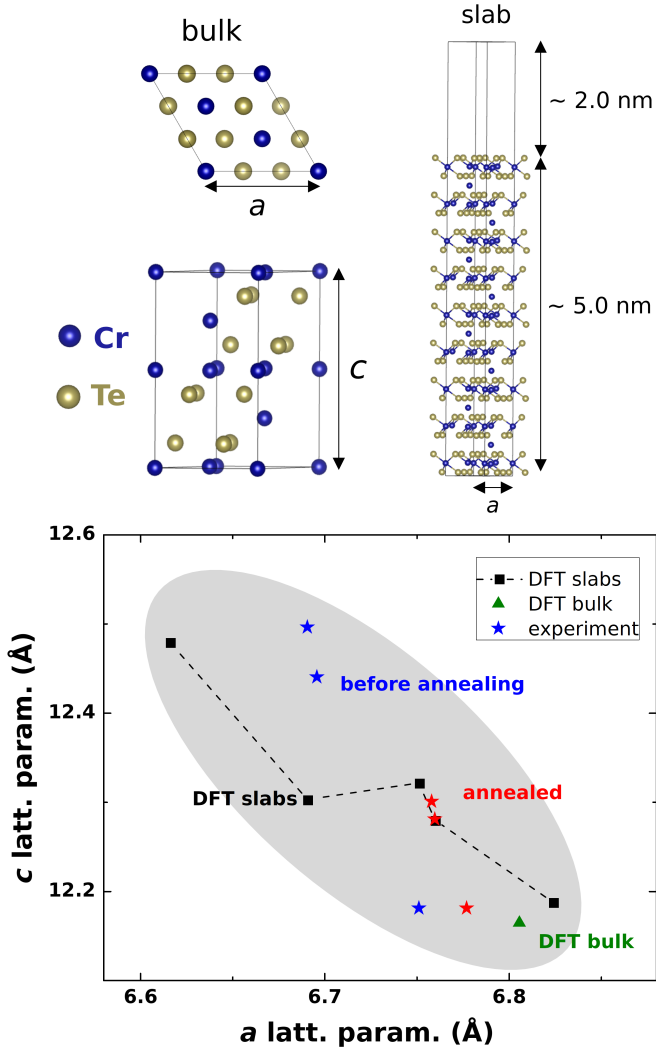 bulk
slab
a
~ 2.0 nm
~ 5.0 nm
Cr
Te
c
a
12.6
12.4
12.2
c latt. param. (Å)
DFT slabs
DFT bulk
experiment
before annealing
DFT slabs
annealed
DFT bulk
6.6
6.7
6.8
a latt. param. (Å)